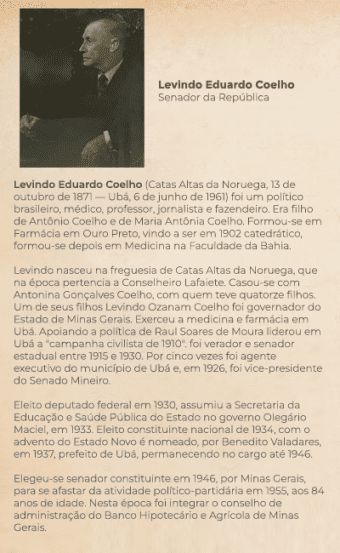 Levindo Eduardo Coelho
Senador da República
Levindo Eduardo Coelho (Catas Altas da Noruega, 13 de
outubro de 1871 — Ubá, 6 de junho de 1961) foi um político
brasileiro, médico, professor, jornalista e fazendeiro. Era filho
de Antônio Coelho e de Maria Antônia Coelho. Formou-se em
Farmácia em Ouro Preto, vindo a ser em 1902 catedrático,
formou-se depois em Medicina na Faculdade da Bahia.
Levindo nasceu na freguesia de Catas Altas da Noruega, que
na época pertencia a Conselheiro Lafaiete. Casou-se com
Antonina Gonçalves Coelho, com quem teve quatorze filhos.
Um de seus filhos Levindo Ozanam Coelho foi governador do
Estado de Minas Gerais. Exerceu a medicina e farmácia em
Ubá. Apoiando a política de Raul Soares de Moura liderou em
Ubá a "campanha civilista de 1910". foi verador e senador
estadual entre 1915 e 1930. Por cinco vezes foi agente
executivo do município de Ubá e, em 1926, foi vice-presidente
do Senado Mineiro.
Eleito deputado federal em 1930, assumiu a Secretaria da
Educação e Saúde Pública do Estado no governo Olegário
Maciel, em 1933. Eleito constituinte nacional de 1934, com o
advento do Estado Novo é nomeado, por Benedito Valadares,
em 1937, prefeito de Ubá, permanecendo no cargo até 1946.
Elegeu-se senador constituinte em 1946, por Minas Gerais,
para se afastar da atividade político-partidária em 1955, aos 84
anos de idade. Nesta época foi integrar o conselho de
administração do Banco Hipotecário e Agrícola de Minas
Gerais.